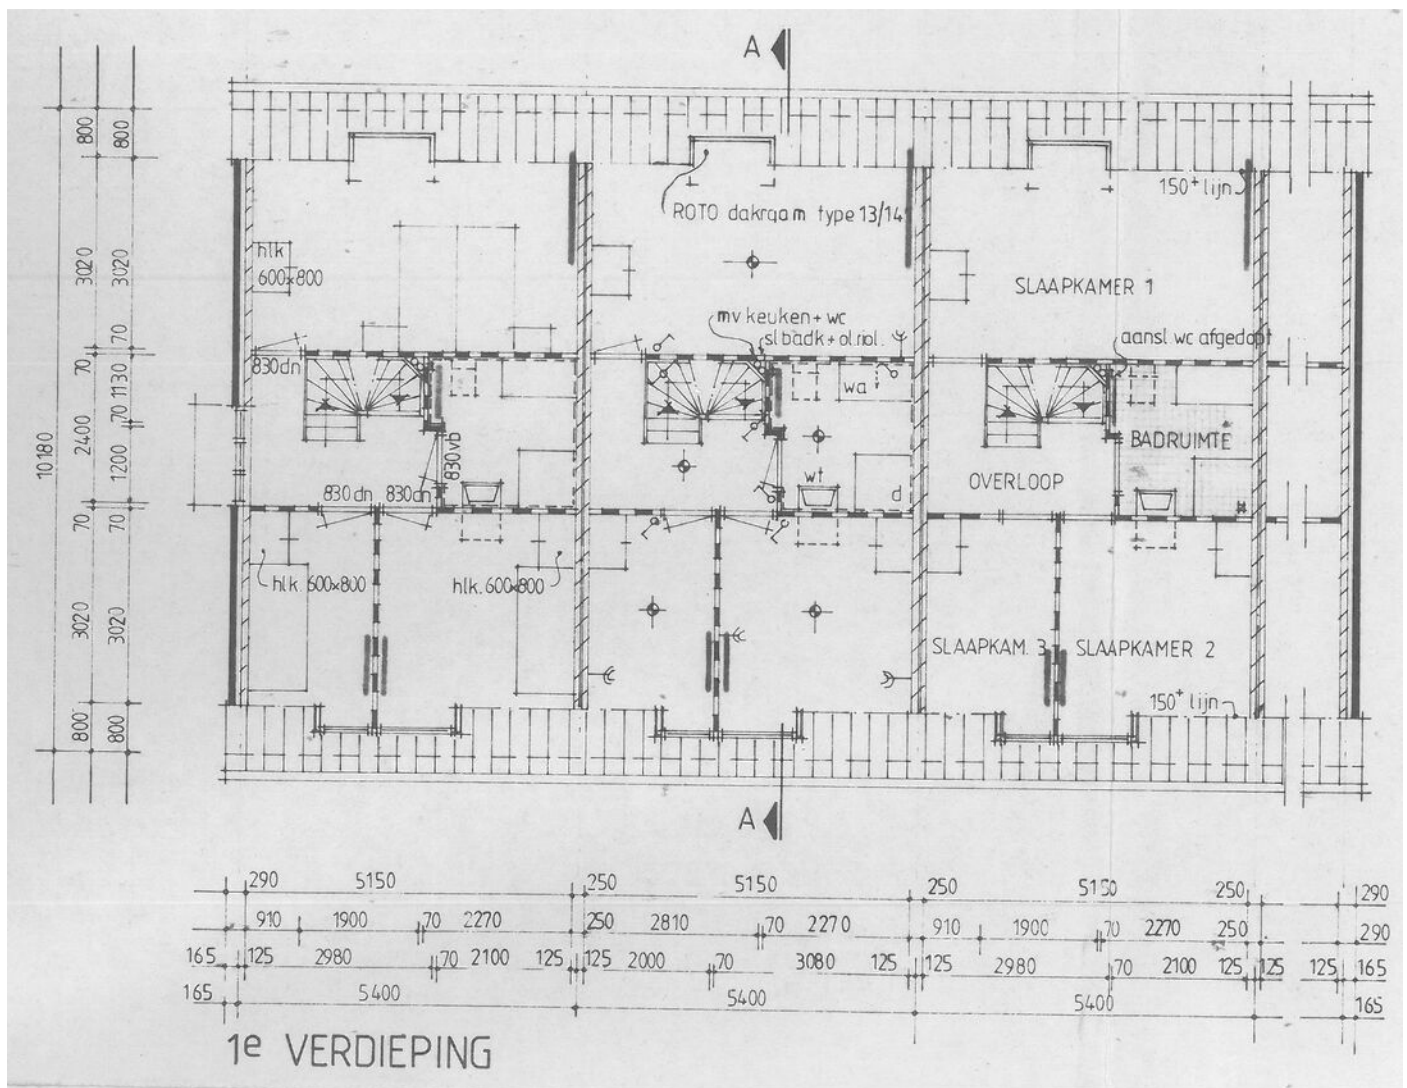 A
800
800
150+ lijn
ROTO dakraam type 13/14
hlk
600x800
3020
3020
SLAAPKAMER 1
mv keuken + wc
sl badk + ol.riol.
aansl. wc afgedopt
70
70
830dn
1130
wa
70
2400
10180
830vb
BADRUIMTE
1200
wt
OVERLOOP
830dn
830dn
d
70
70
hlk. 600x800
hlk. 600x800
3020
3020
SLAAPKAM. 3
SLAAPKAMER 2
150+ lijn
800
800
A
290 5150 250 5150 250 5150 250 290
910 1900 70 2270 250 2810 70 2270 910 1900 70 2270 250 290
165 125 2980 70 2100 125 125 2000 70 3080 125 125 2980 70 2100 125 125 125 165
165 5400 5400 5400 165
1e VERDIEPING